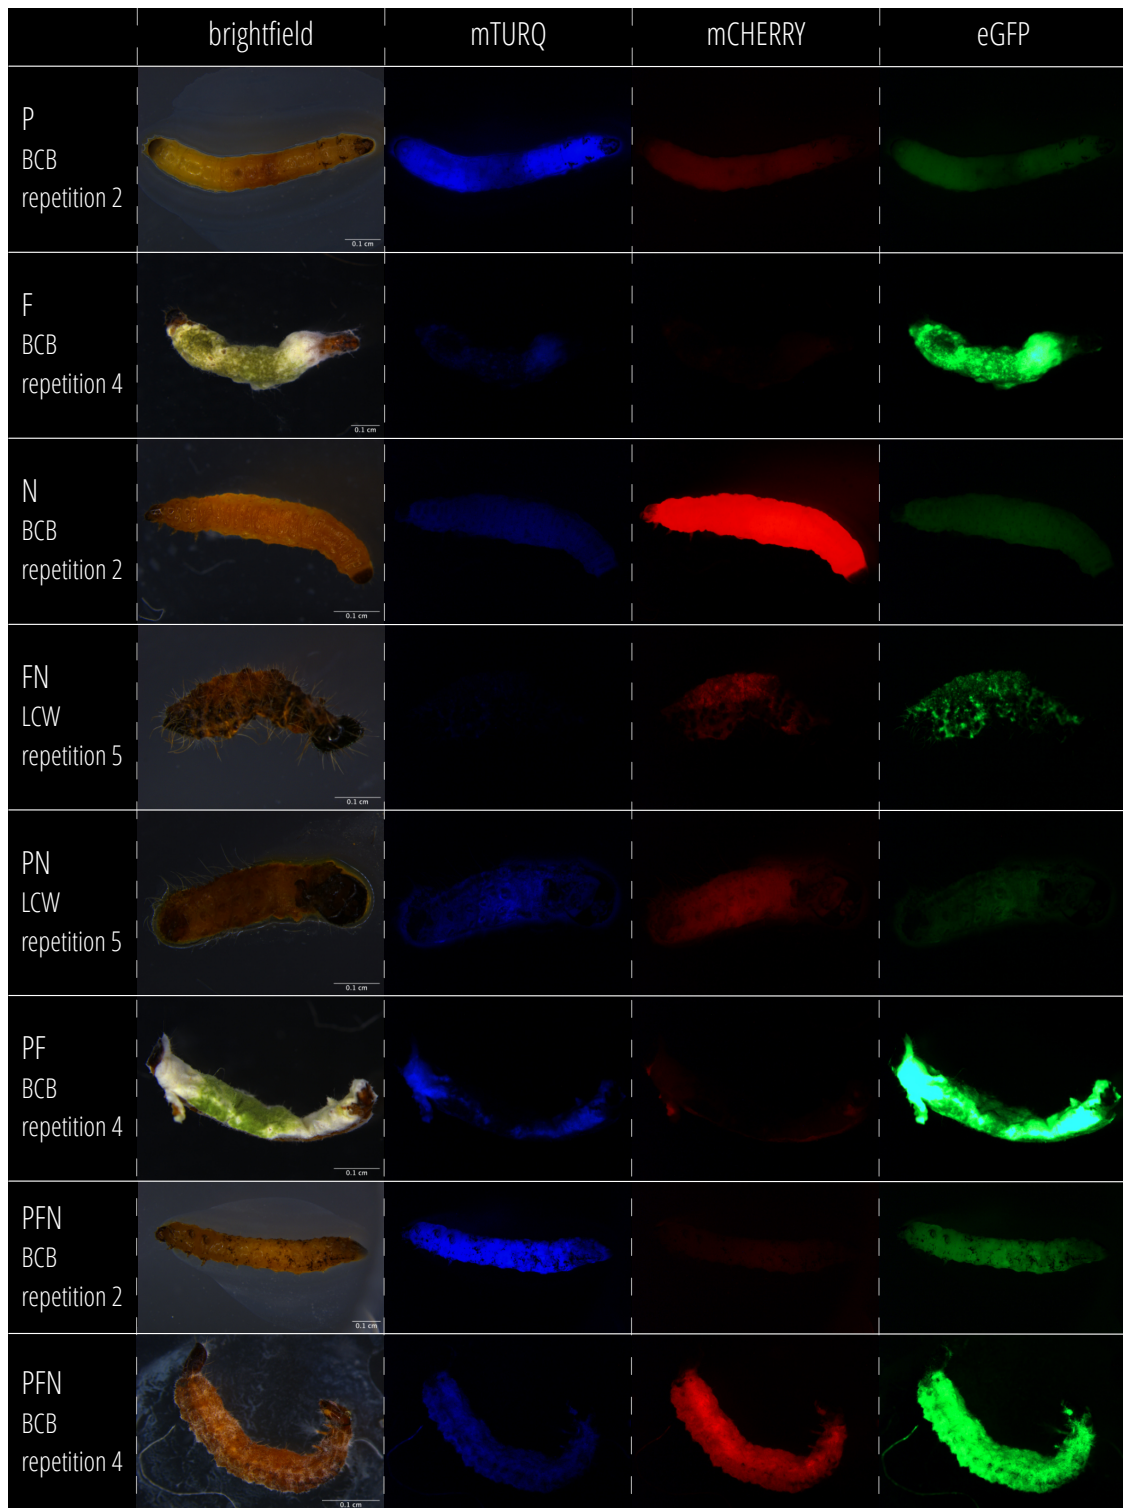 brightfield mTURQ mCHERRY eGFP
P
BCB
repetition 2
0.1 cm
F
BCB
repetition 4
0.1 cm
N
BCB
repetition 2
0.1 cm
FN
LCW
repetition 5
0.1 cm
PN
LCW
repetition 5
0.1 cm
PF
BCB
repetition 4
0.1 cm
PFN
BCB
repetition 2
0.1 cm
PFN
BCB
repetition 4
0.1 cm